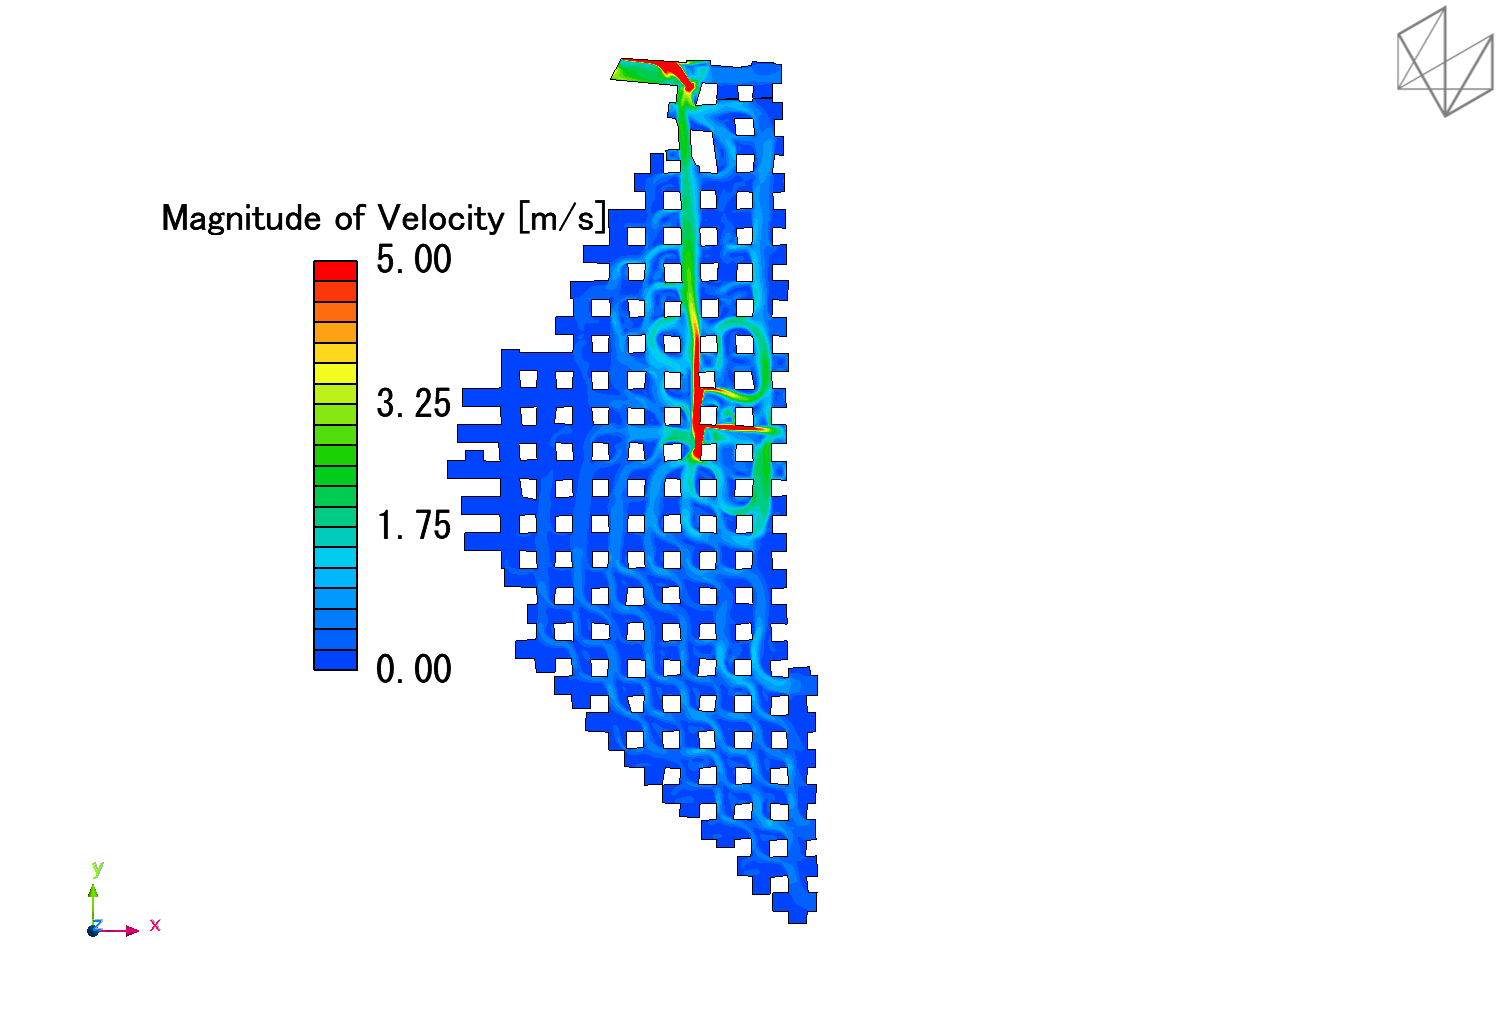 Magnitude of Velocity [m/s]
5.00
3.25
1.75
0.00
y
z
x